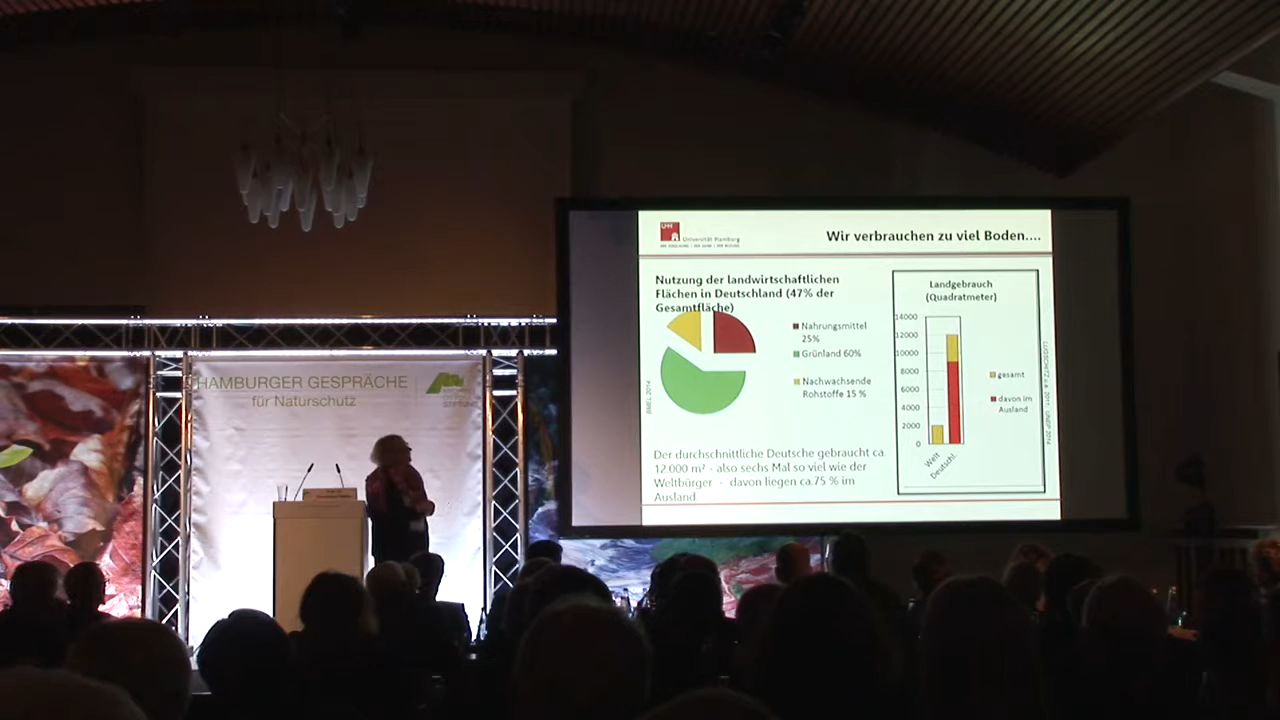 HAMBURGER GESPRÄCHE
für Naturschutz
Universität Hamburg
Wir verbrauchen zu viel Boden....
Nutzung der landwirtschaftlichen
Flächen in Deutschland (47% der
Gesamtfläche)
Nahrungsmittel
25%
Grünland 60%
Nachwachsende
Rohstoffe 15 %
BMEL 2014
Der durchschnittliche Deutsche gebraucht ca.
12.000 m² - also sechs Mal so viel wie der
Weltbürger - davon liegen ca.75 % im
Ausland
Landgebrauch
(Quadratmeter)
14000
12000
10000
8000
6000
4000
2000
0
Welt
Deutschl.
gesamt
davon im
Ausland